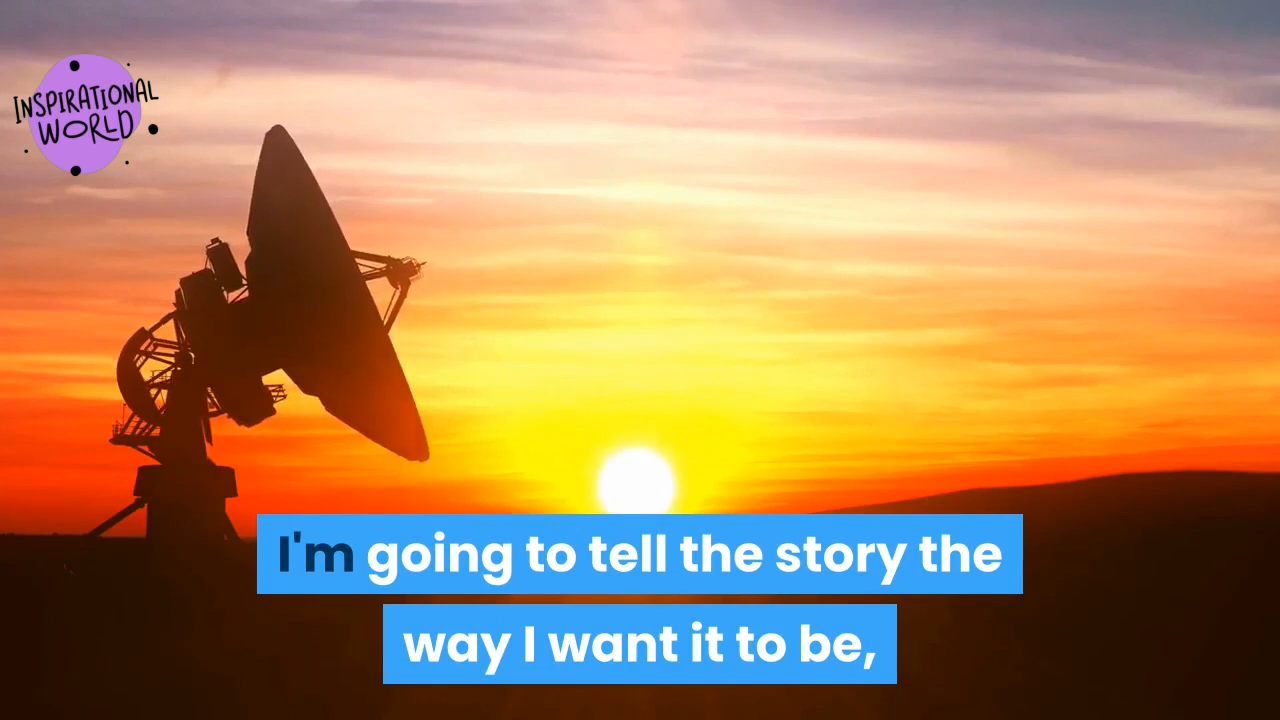 INSPIRATIONAL
WORLD
I'm going to tell the story the
way I want it to be,